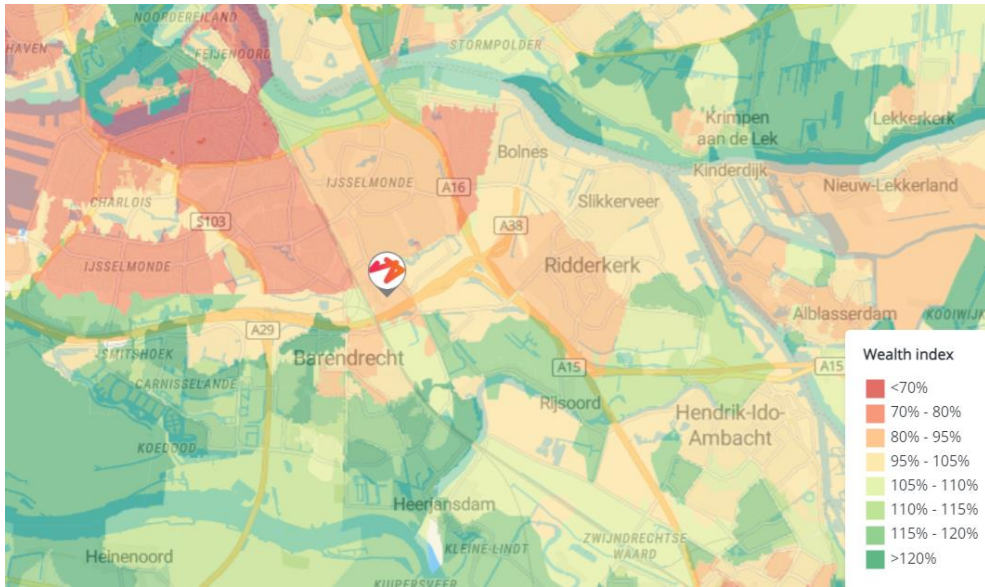 NOORDEREILAND
HAVEN
FEIJENOORD
STORMPOLDER
Krimpen
aan de Lek
Lekkerkerk
Bolnes
Kinderdijk
IJSSELMONDE
A16
Nieuw-Lekkerland
CHARLOIS
Slikkerveer
S103
A38
IJSSELMONDE
Ridderkerk
Alblasserdam
KOOIWIJK
A29
SMITSHOEK
Barendrecht
A15
A15
CARNISSELANDE
Rijsoord
Hendrik-Ido-
Ambacht
KOEDOOD
Heerjansdam
KLEINE-LINDT
ZWIJNDRECHTSE
WAARD
Heinenoord
KUIPERSVEER
Wealth index
<70%
70% - 80%
80% - 95%
95% - 105%
105% - 110%
110% - 115%
115% - 120%
>120%